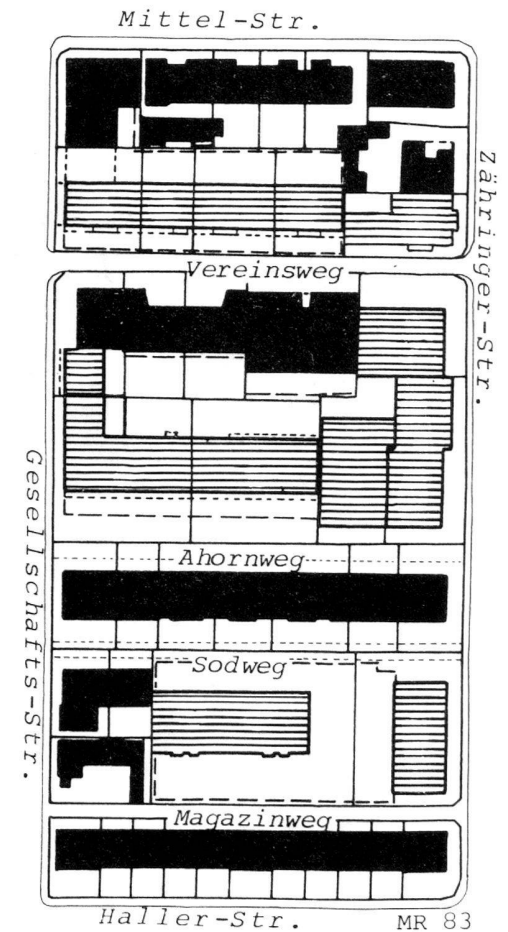 Mittel-Str.
Zähringer-Str.
Vereinsweg
Gesellschafts-Str.
Ahornweg
Sodweg
Magazinweg
Haller-Str.
MR 83